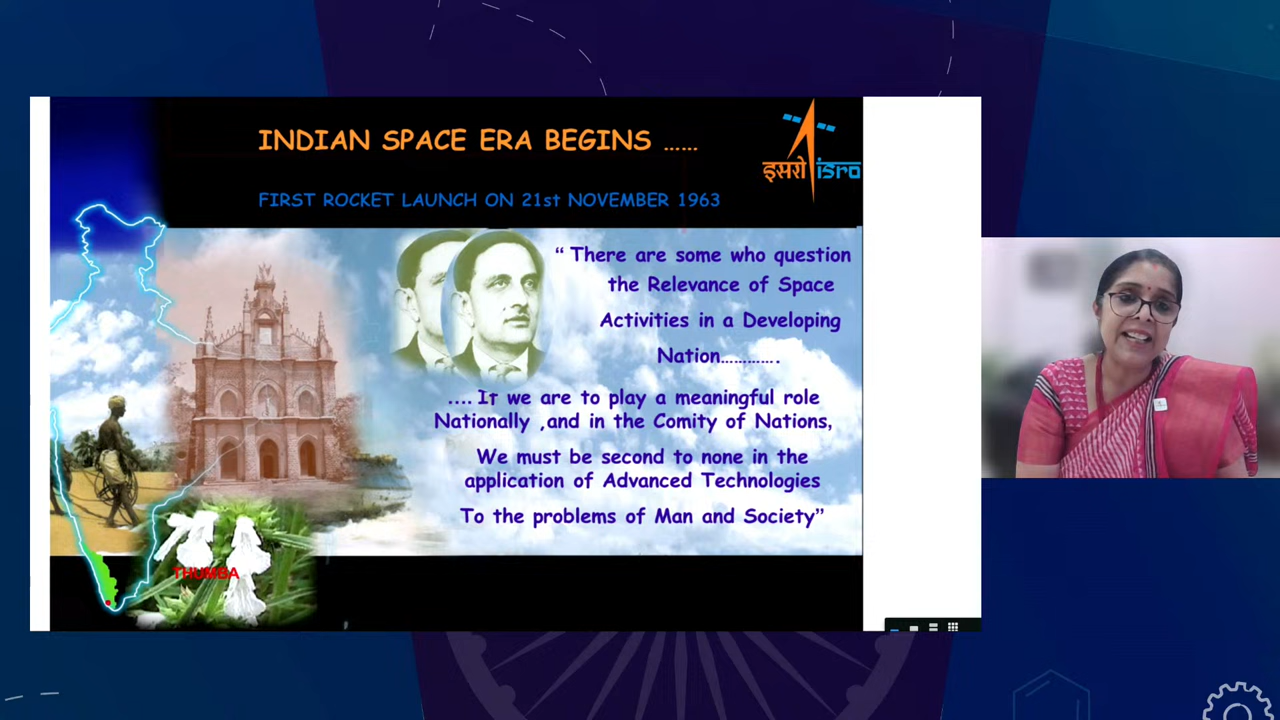 INDIAN SPACE ERA BEGINS ......
इसरो isro
FIRST ROCKET LAUNCH ON 21st NOVEMBER 1963
“ There are some who question
the Relevance of Space
Activities in a Developing
Nation.............
.... If we are to play a meaningful role
Nationally ,and in the Comity of Nations,
We must be second to none in the
application of Advanced Technologies
To the problems of Man and Society”
THUMBA